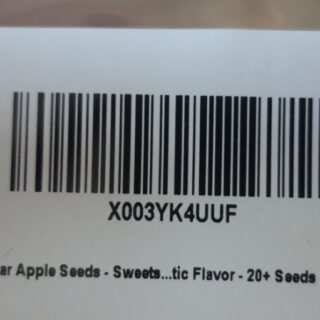 X003YK4UUF
ar Apple Seeds - Sweets...tic Flavor - 20+ Seeds